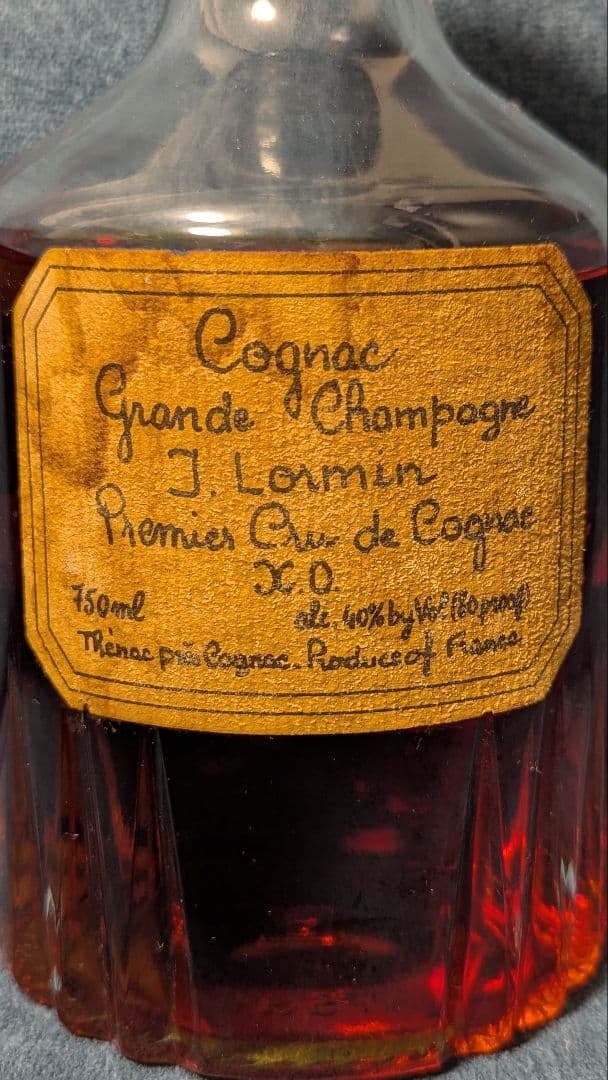 Cognac
Grande Champagne
J. Lormin
Premier Cru de Cognac
X.O.
750ml alc. 40% by Vol (80 proof)
Thénac près Cognac. Produce of France